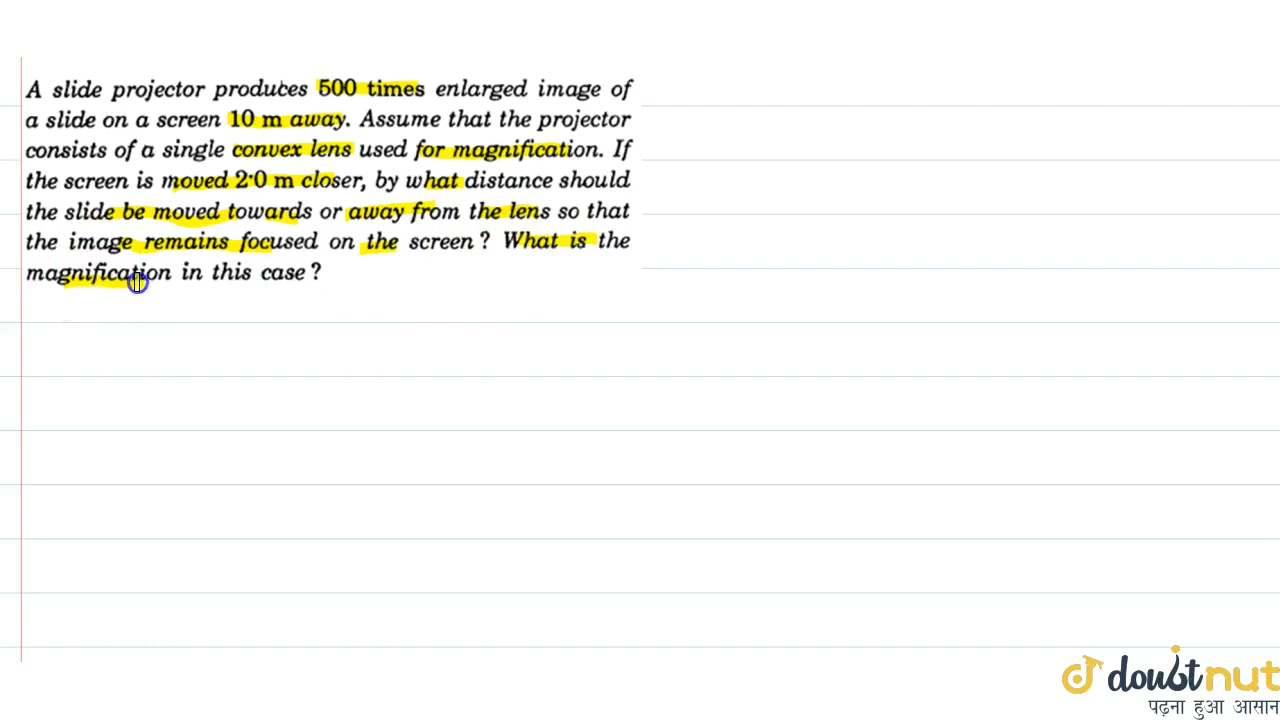 A slide projector produces 500 times enlarged image of
a slide on a screen 10 m away. Assume that the projector
consists of a single convex lens used for magnification. If
the screen is moved 2·0 m closer, by what distance should
the slide be moved towards or away from the lens so that
the image remains focused on the screen ? What is the
magnification in this case ?
doubtnut
पढ़ना हुआ आसान